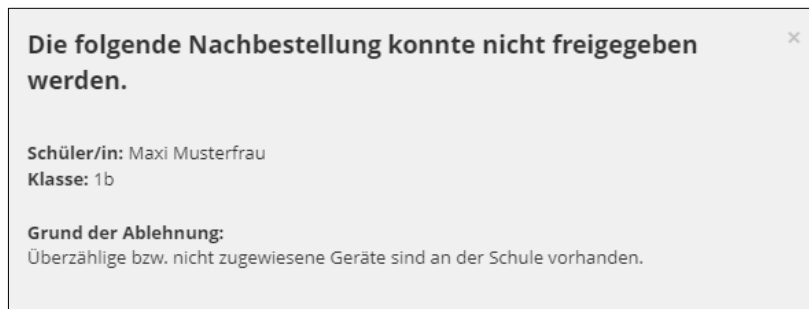 Die folgende Nachbestellung konnte nicht freigegeben
werden.
Schüler/in: Maxi Musterfrau
Klasse: 1b
Grund der Ablehnung:
Überzählige bzw. nicht zugewiesene Geräte sind an der Schule vorhanden.